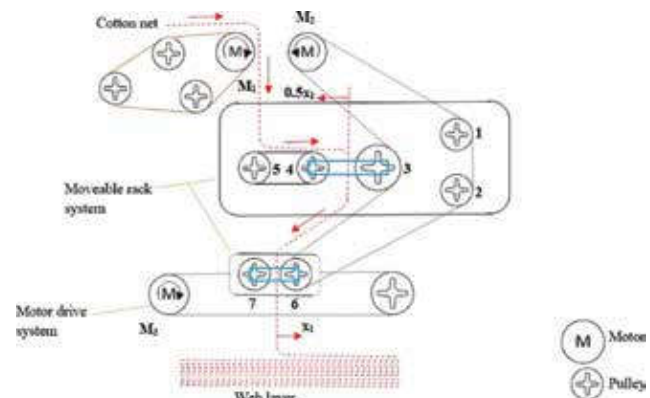 Cotton net
M₂
M
M
M₁
0.5x₁
1
5 4
3
2
Moveable rack
system
M
7
6
Motor drive
system
M₃
x₁
M
Motor
Pulley
Web layer